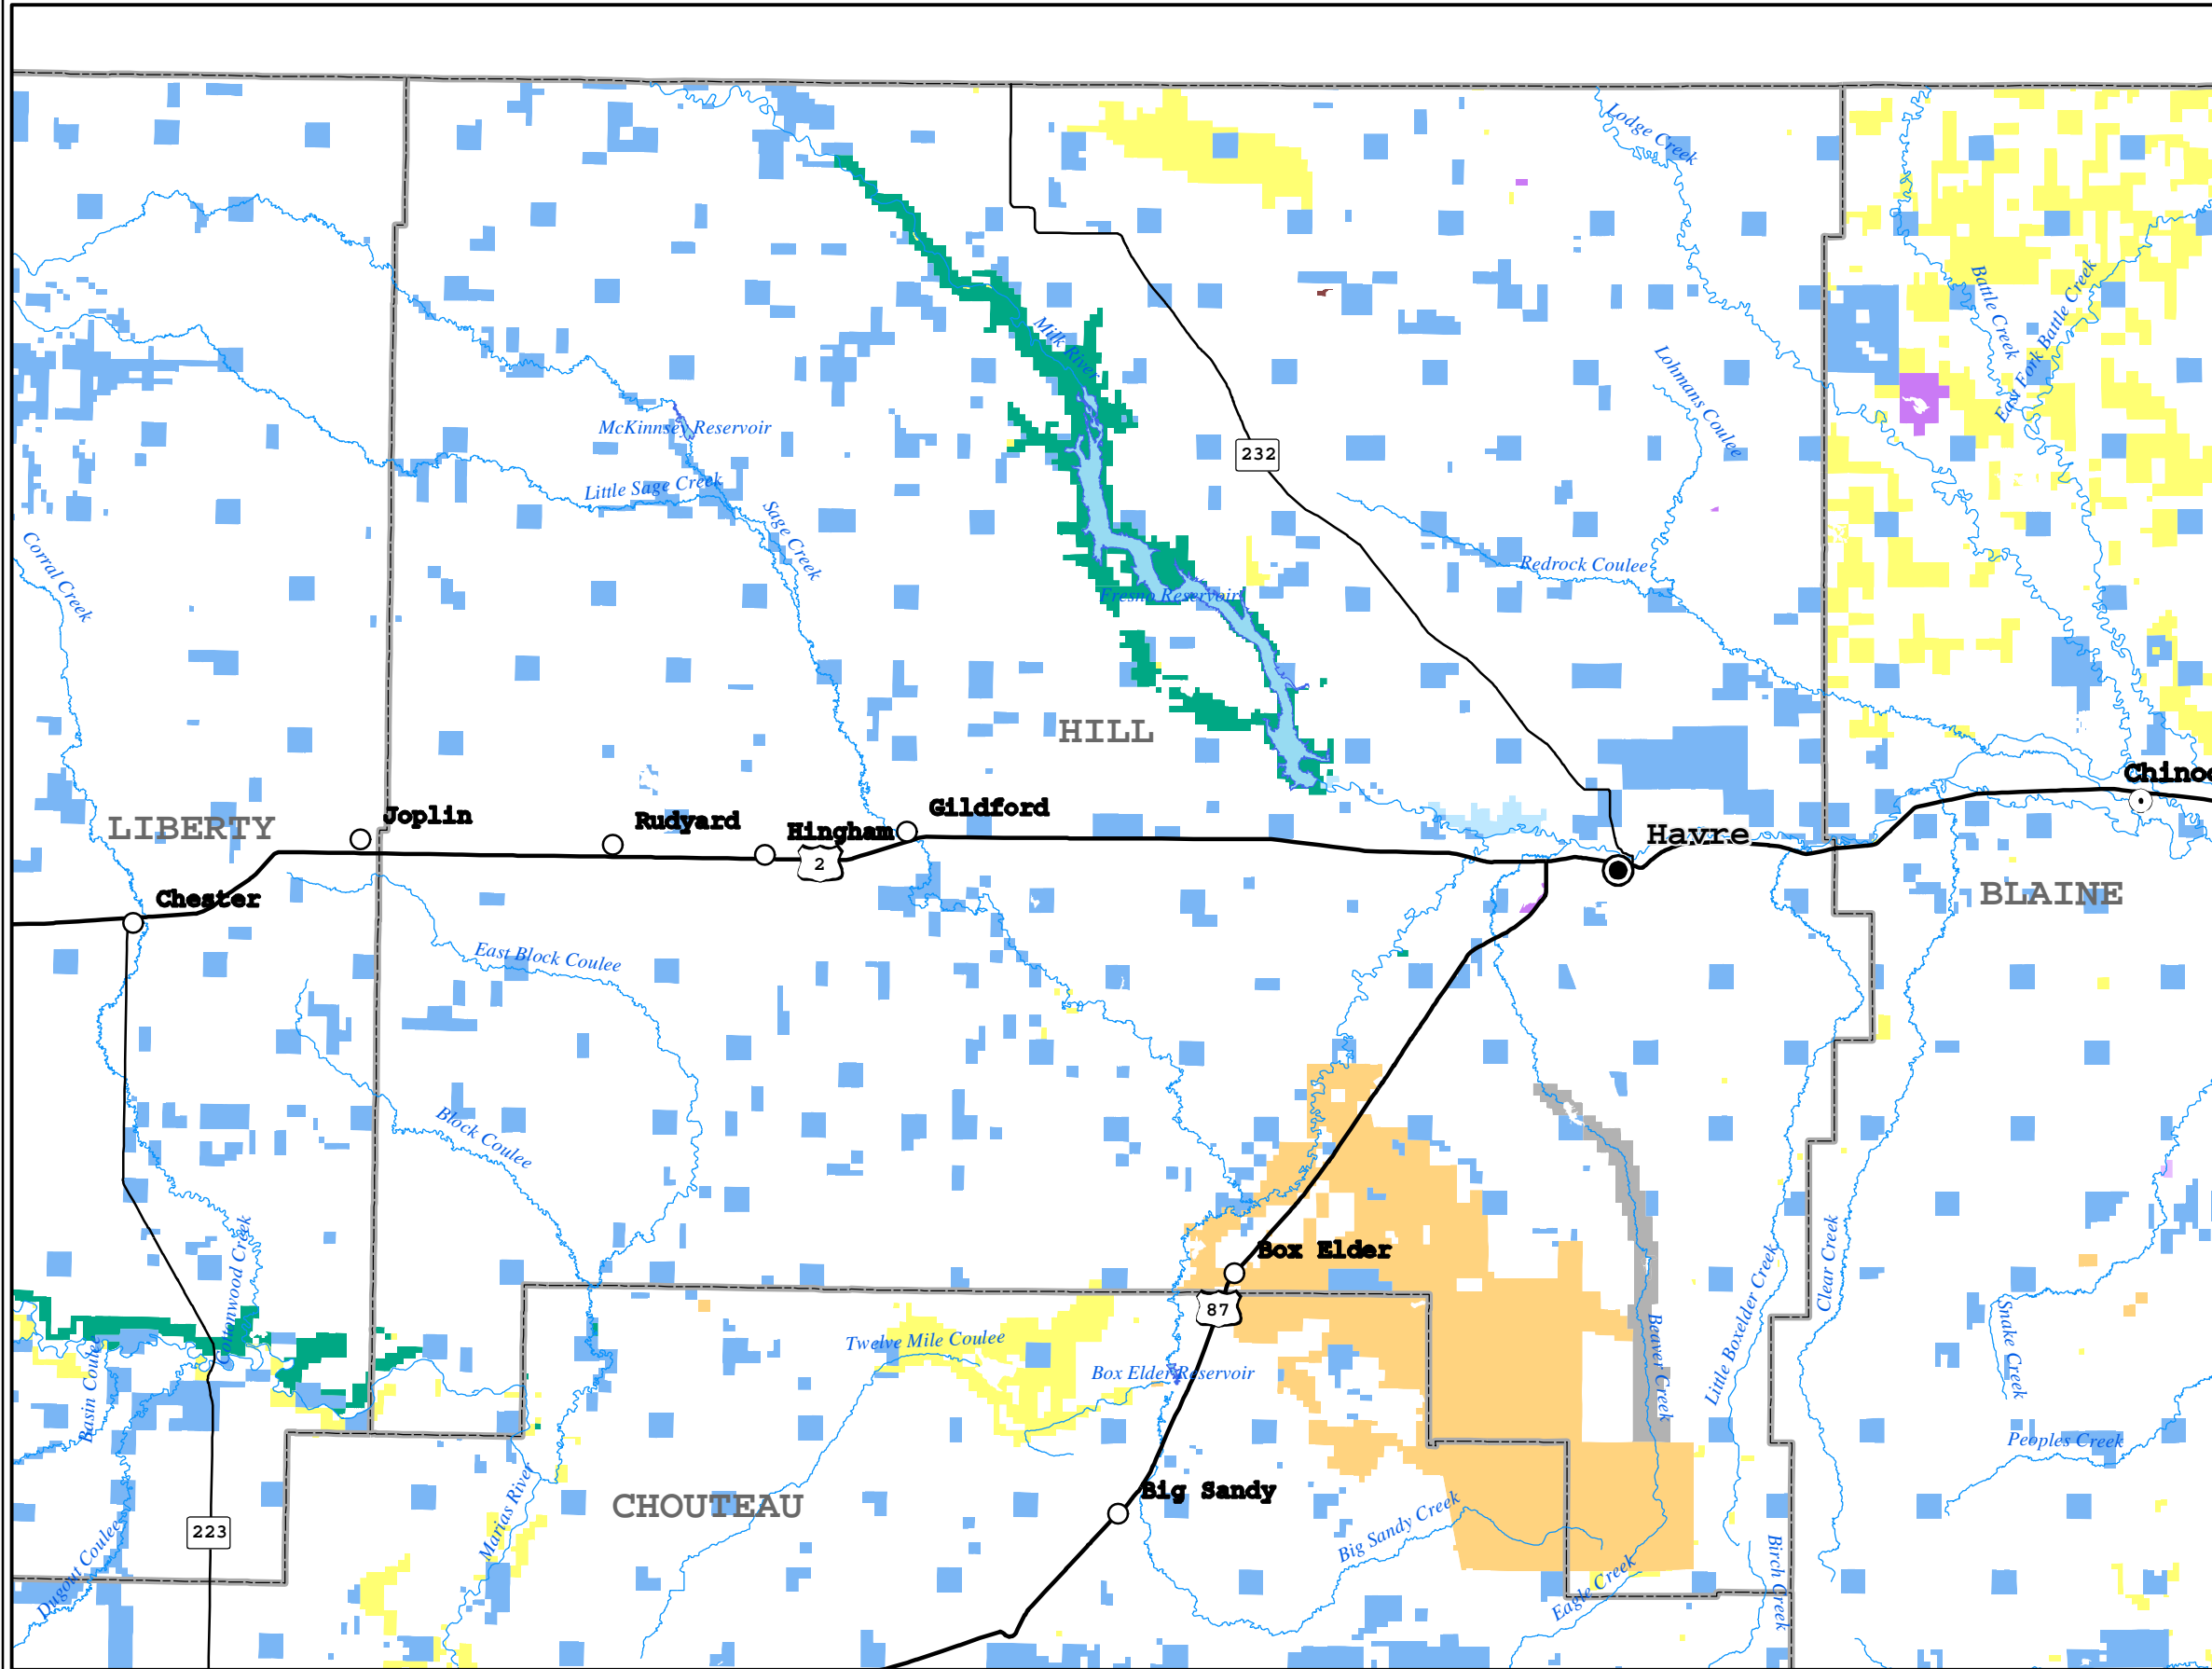 Lodge Creek
Battle Creek
East Fork Battle Creek
Milk River
Lohmans Coulee
McKinnsey Reservoir
232
Little Sage Creek
Sage Creek
Corral Creek
Redrock Coulee
Fresno Reservoir
HILL
Joplin
Rudyard
Hingham
Gildford
LIBERTY
2
Havre
Chester
BLAINE
East Block Coulee
Block Coulee
Cottonwood Creek
Box Elder
87
Little Boxelder Creek
Clear Creek
Snake Creek
Beaver Creek
Twelve Mile Coulee
Box Elder Reservoir
Basin Coulee
Peoples Creek
Big Sandy
CHOUTEAU
Marias River
223
Big Sandy Creek
Dugout Coulee
Eagle Creek
Birch Creek